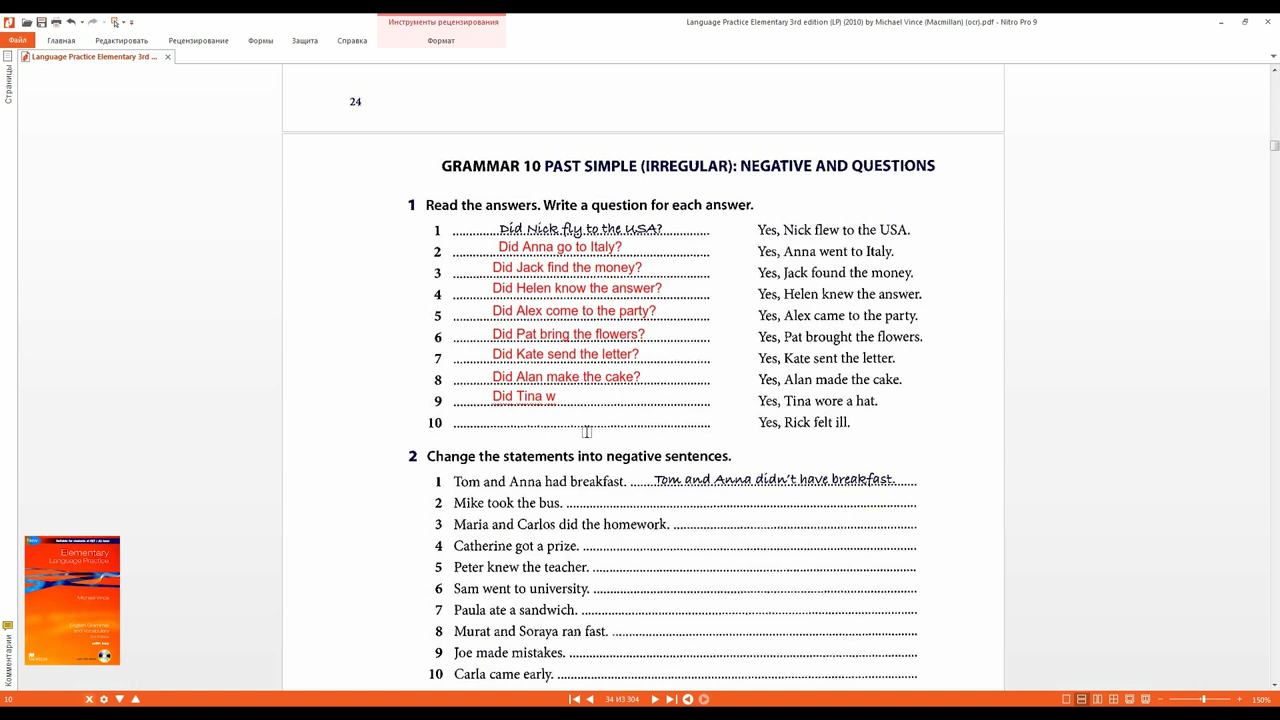 Инструменты рецензирования
Language Practice Elementary 3rd edition (LP) (2010) by Michael Vince (Macmillan) (ocr).pdf - Nitro Pro 9
Файл Главная Редактировать Рецензирование Формы Защита Справка Формат
Language Practice Elementary 3rd ...
Страницы
24
GRAMMAR 10 PAST SIMPLE (IRREGULAR): NEGATIVE AND QUESTIONS
1 Read the answers. Write a question for each answer.
1 Did Nick fly to the USA? Yes, Nick flew to the USA.
2 Did Anna go to Italy? Yes, Anna went to Italy.
3 Did Jack find the money? Yes, Jack found the money.
4 Did Helen know the answer? Yes, Helen knew the answer.
5 Did Alex come to the party? Yes, Alex came to the party.
6 Did Pat bring the flowers? Yes, Pat brought the flowers.
7 Did Kate send the letter? Yes, Kate sent the letter.
8 Did Alan make the cake? Yes, Alan made the cake.
9 Did Tina w Yes, Tina wore a hat.
10 Yes, Rick felt ill.
2 Change the statements into negative sentences.
1 Tom and Anna had breakfast. Tom and Anna didn't have breakfast.
2 Mike took the bus.
3 Maria and Carlos did the homework.
4 Catherine got a prize.
5 Peter knew the teacher.
6 Sam went to university.
7 Paula ate a sandwich.
8 Murat and Soraya ran fast.
9 Joe made mistakes.
10 Carla came early.
New
Elementary
Language Practice
Michael Vince
English Grammar
and Vocabulary
Комментарии
10
34 ИЗ 304
150%